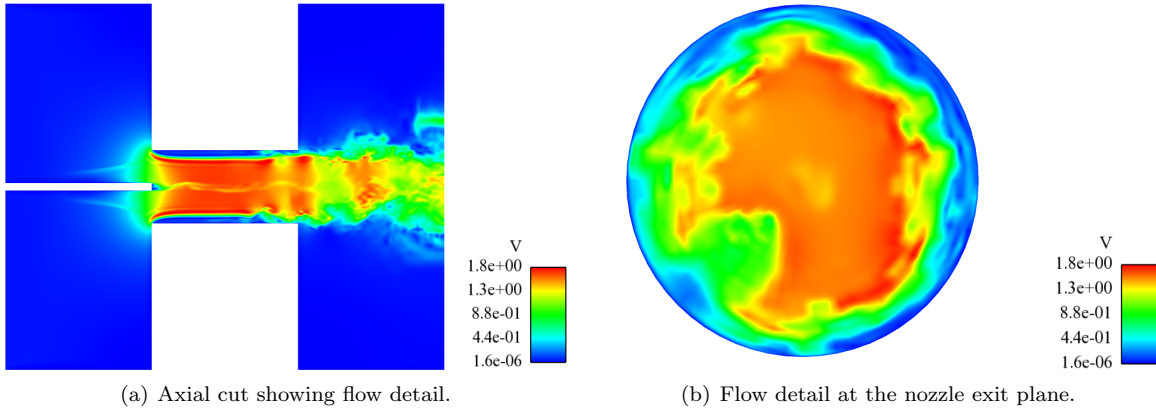 V
1.8e+00
1.3e+00
8.8e-01
4.4e-01
1.6e-06
(a) Axial cut showing flow detail.
V
1.8e+00
1.3e+00
8.8e-01
4.4e-01
1.6e-06
(b) Flow detail at the nozzle exit plane.